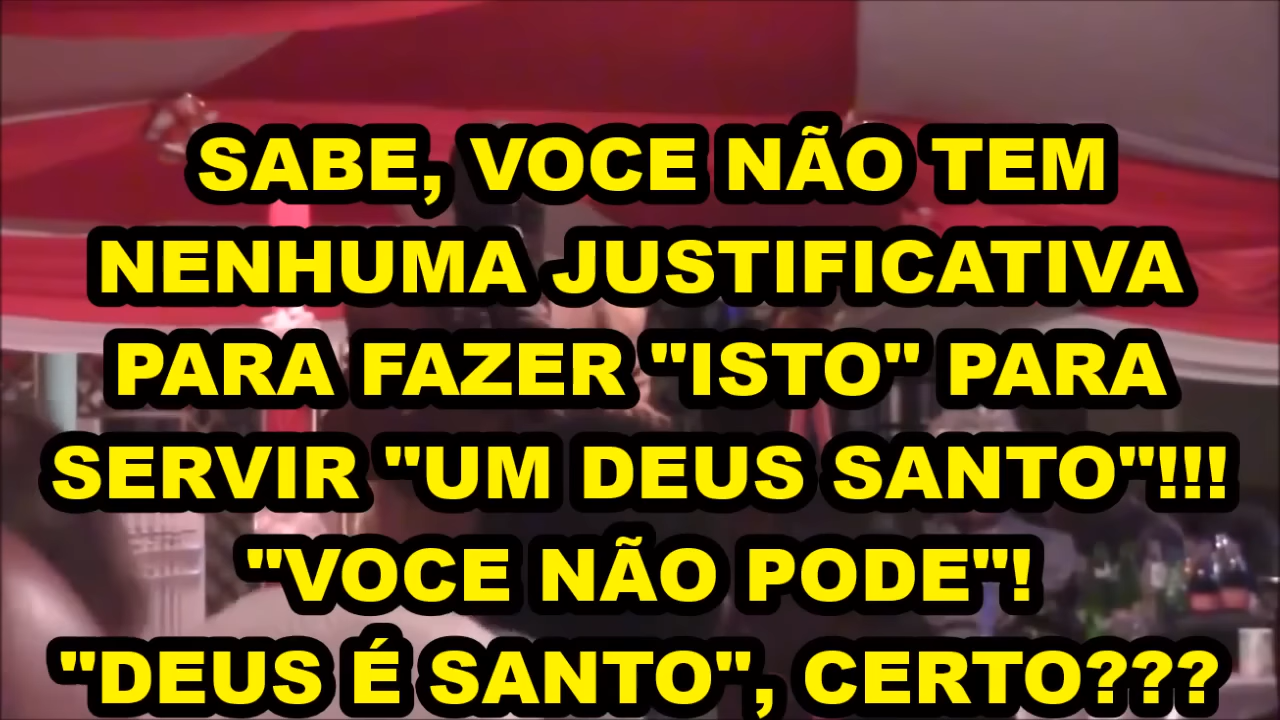 SABE, VOCE NÃO TEM
NENHUMA JUSTIFICATIVA
PARA FAZER "ISTO" PARA
SERVIR "UM DEUS SANTO"!!!
"VOCE NÃO PODE"!
"DEUS É SANTO", CERTO???